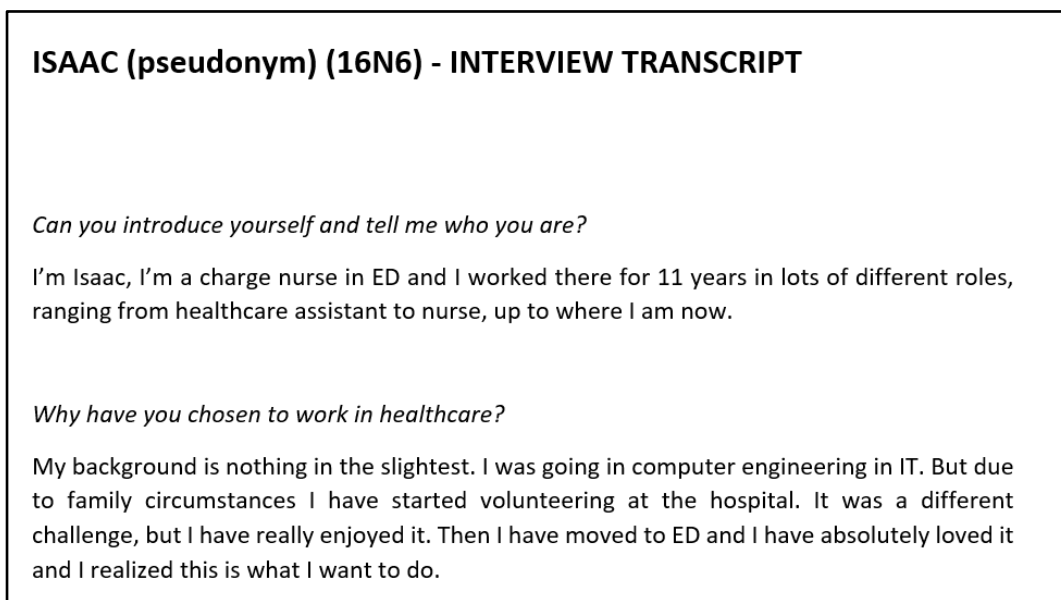 ISAAC (pseudonym) (16N6) - INTERVIEW TRANSCRIPT
Can you introduce yourself and tell me who you are?
I’m Isaac, I’m a charge nurse in ED and I worked there for 11 years in lots of different roles,
ranging from healthcare assistant to nurse, up to where I am now.
Why have you chosen to work in healthcare?
My background is nothing in the slightest. I was going in computer engineering in IT. But due
to family circumstances I have started volunteering at the hospital. It was a different
challenge, but I have really enjoyed it. Then I have moved to ED and I have absolutely loved it
and I realized this is what I want to do.